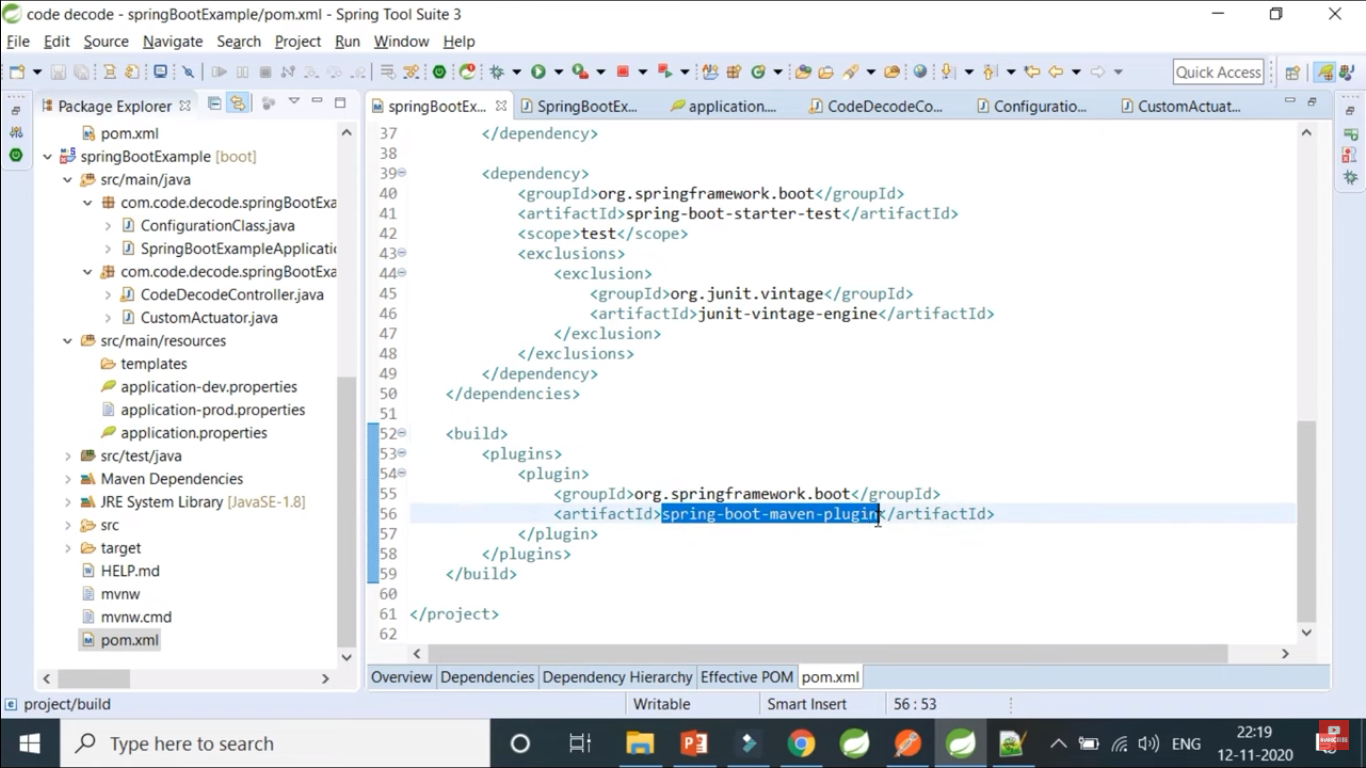 code decode - springBootExample/pom.xml - Spring Tool Suite 3
File Edit Source Navigate Search Project Run Window Help
Quick Access
Package Explorer
springBootEx...
SpringBootEx...
application....
CodeDecodeCo...
Configuratio...
CustomActuat...
pom.xml
springBootExample [boot]
src/main/java
com.code.decode.springBootExa
ConfigurationClass.java
SpringBootExampleApplicatic
com.code.decode.springBootExa
CodeDecodeController.java
CustomActuator.java
src/main/resources
templates
application-dev.properties
application-prod.properties
application.properties
src/test/java
Maven Dependencies
JRE System Library [JavaSE-1.8]
src
target
HELP.md
mvnw
mvnw.cmd
pom.xml
37 </dependency>
38
39 <dependency>
40 <groupId>org.springframework.boot</groupId>
41 <artifactId>spring-boot-starter-test</artifactId>
42 <scope>test</scope>
43 <exclusions>
44 <exclusion>
45 <groupId>org.junit.vintage</groupId>
46 <artifactId>junit-vintage-engine</artifactId>
47 </exclusion>
48 </exclusions>
49 </dependency>
50 </dependencies>
51
52 <build>
53 <plugins>
54 <plugin>
55 <groupId>org.springframework.boot</groupId>
56 <artifactId>spring-boot-maven-plugin</artifactId>
57 </plugin>
58 </plugins>
59 </build>
60
61 </project>
62
Overview Dependencies Dependency Hierarchy Effective POM pom.xml
project/build Writable Smart Insert 56 : 53
Type here to search
ENG
22:19
12-11-2020